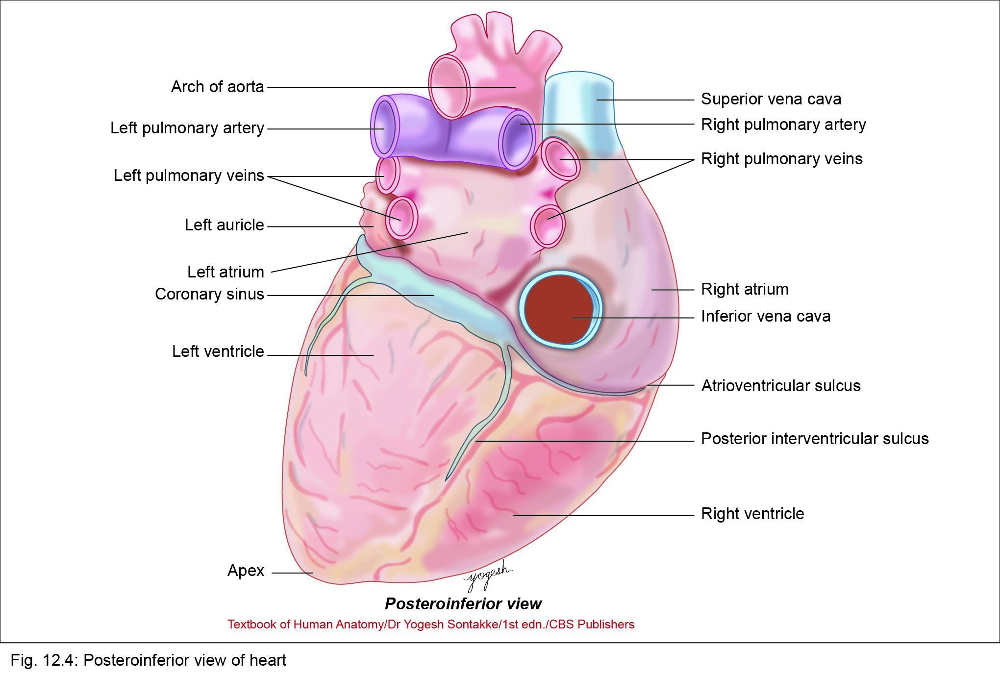 Arch of aorta
Left pulmonary artery
Left pulmonary veins
Left auricle
Left atrium
Coronary sinus
Left ventricle
Apex
Superior vena cava
Right pulmonary artery
Right pulmonary veins
Right atrium
Inferior vena cava
Atrioventricular sulcus
Posterior interventricular sulcus
Right ventricle
yogesh
Posteroinferior view
Textbook of Human Anatomy/Dr Yogesh Sontakke/1st edn./CBS Publishers
Fig. 12.4: Posteroinferior view of heart